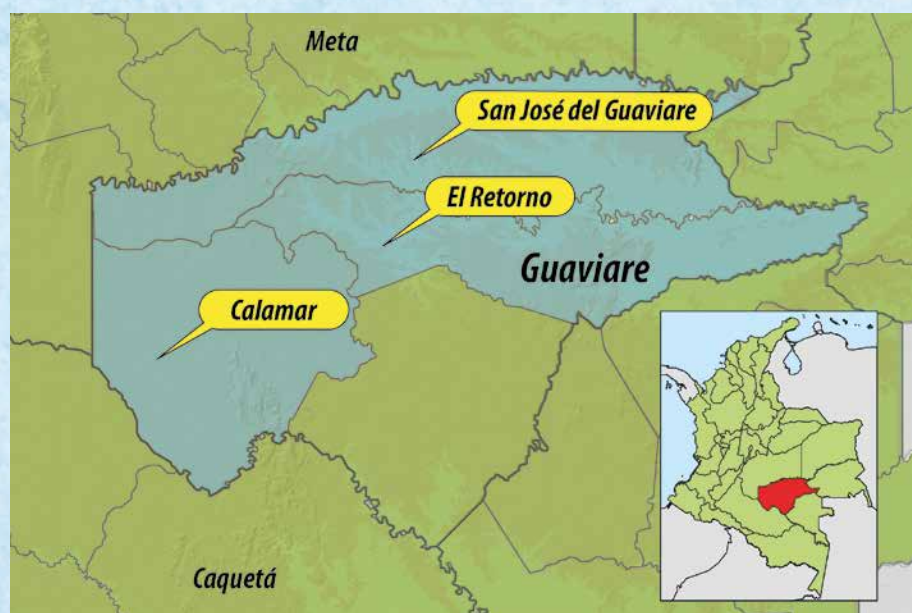 Meta
San José del Guaviare
El Retorno
Guaviare
Calamar
Caquetá